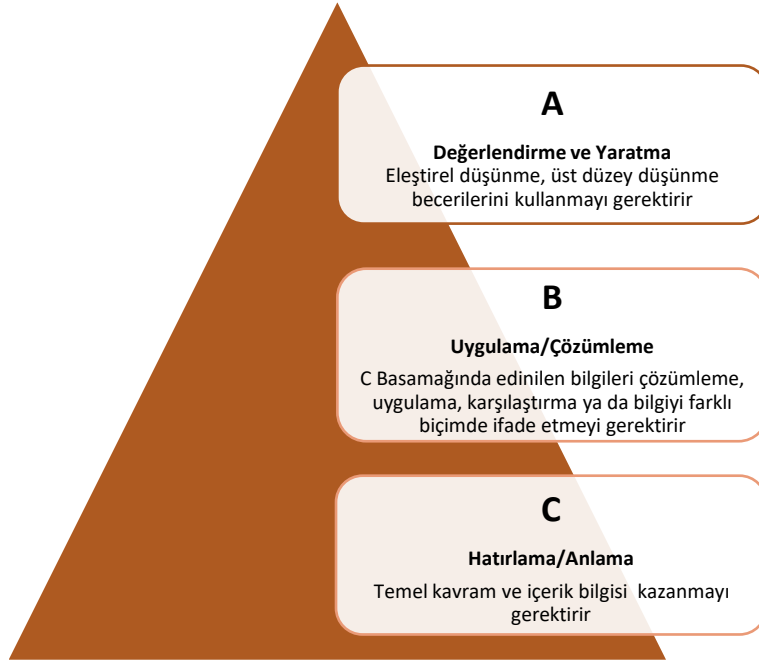 A
Değerlendirme ve Yaratma
Eleştirel düşünme, üst düzey düşünme
becerilerini kullanmayı gerektirir
B
Uygulama/Çözümleme
C Basamağında edinilen bilgileri çözümleme,
uygulama, karşılaştırma ya da bilgiyi farklı
biçimde ifade etmeyi gerektirir
C
Hatırlama/Anlama
Temel kavram ve içerik bilgisi kazanmayı
gerektirir